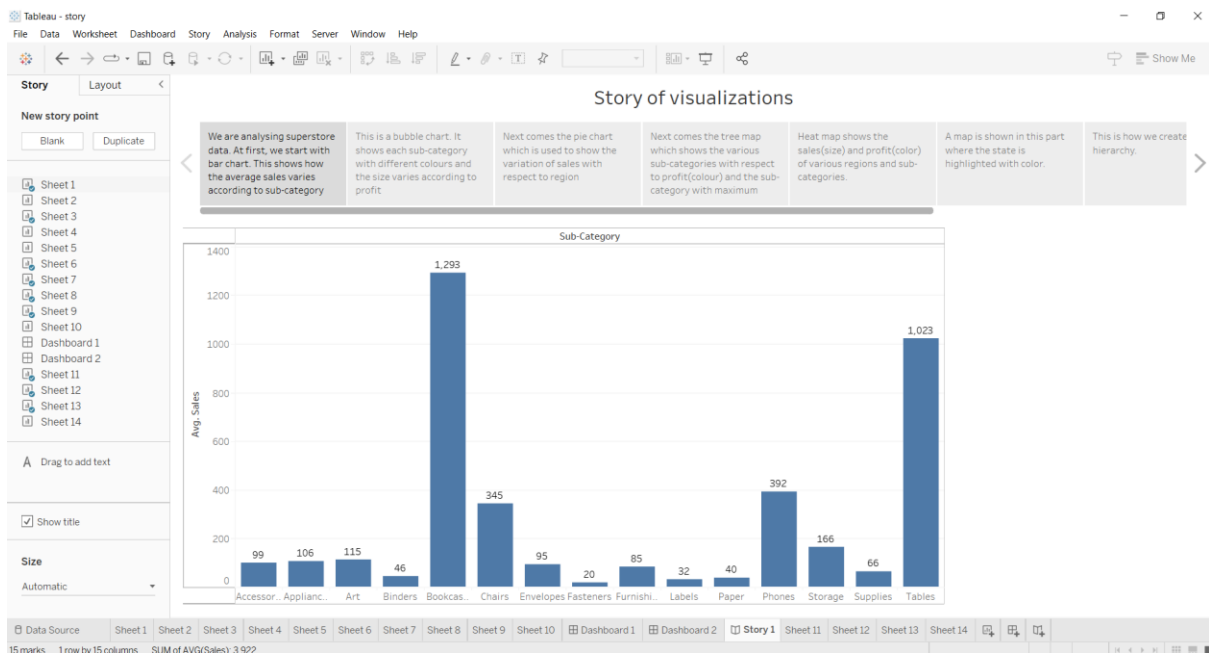 Tableau - story
File Data Worksheet Dashboard Story Analysis Format Server Window Help
Show Me
Story Layout
New story point
Blank Duplicate
Sheet 1
Sheet 2
Sheet 3
Sheet 4
Sheet 5
Sheet 6
Sheet 7
Sheet 8
Sheet 9
Sheet 10
Dashboard 1
Dashboard 2
Sheet 11
Sheet 12
Sheet 13
Sheet 14
A Drag to add text
Show title
Size
Automatic
Story of visualizations
We are analysing superstore
data. At first, we start with
bar chart. This shows how
the average sales varies
according to sub-category
This is a bubble chart. It
shows each sub-category
with different colours and
the size varies according to
profit
Next comes the pie chart
which is used to show the
variation of sales with
respect to region
Next comes the tree map
which shows the various
sub-categories with respect
to profit(colour) and the sub-
category with maximum
Heat map shows the
sales(size) and profit(color)
of various regions and sub-
categories.
A map is shown in this part
where the state is
highlighted with color.
This is how we create
hierarchy.
Sub-Category
Avg. Sales
1400
1200
1000
800
600
400
200
0
99 106 115 46 1,293 345 95 20 85 32 40 392 166 66 1,023
Accessor.. Applianc.. Art Binders Bookcas.. Chairs Envelopes Fasteners Furnishi.. Labels Paper Phones Storage Supplies Tables
Data Source Sheet 1 Sheet 2 Sheet 3 Sheet 4 Sheet 5 Sheet 6 Sheet 7 Sheet 8 Sheet 9 Sheet 10 Dashboard 1 Dashboard 2 Story 1 Sheet 11 Sheet 12 Sheet 13 Sheet 14
15 marks 1 row by 15 columns SUM of AVG(Sales): 3,922